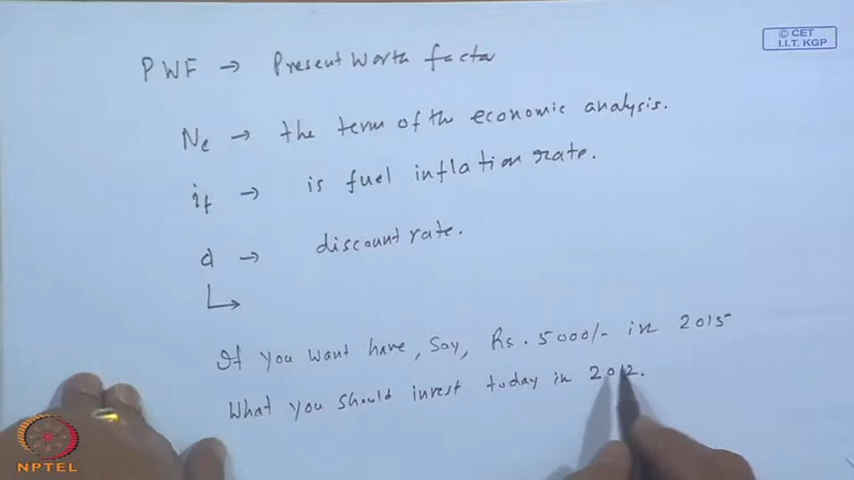 © CET
I.I.T. KGP
PWF → Present Worth factor
Ne → the term of the economic analysis.
if → is fuel inflation rate.
d → discount rate.
If you want have, Say, Rs. 5000/- in 2015
What you should invest today in 2012.
NPTEL